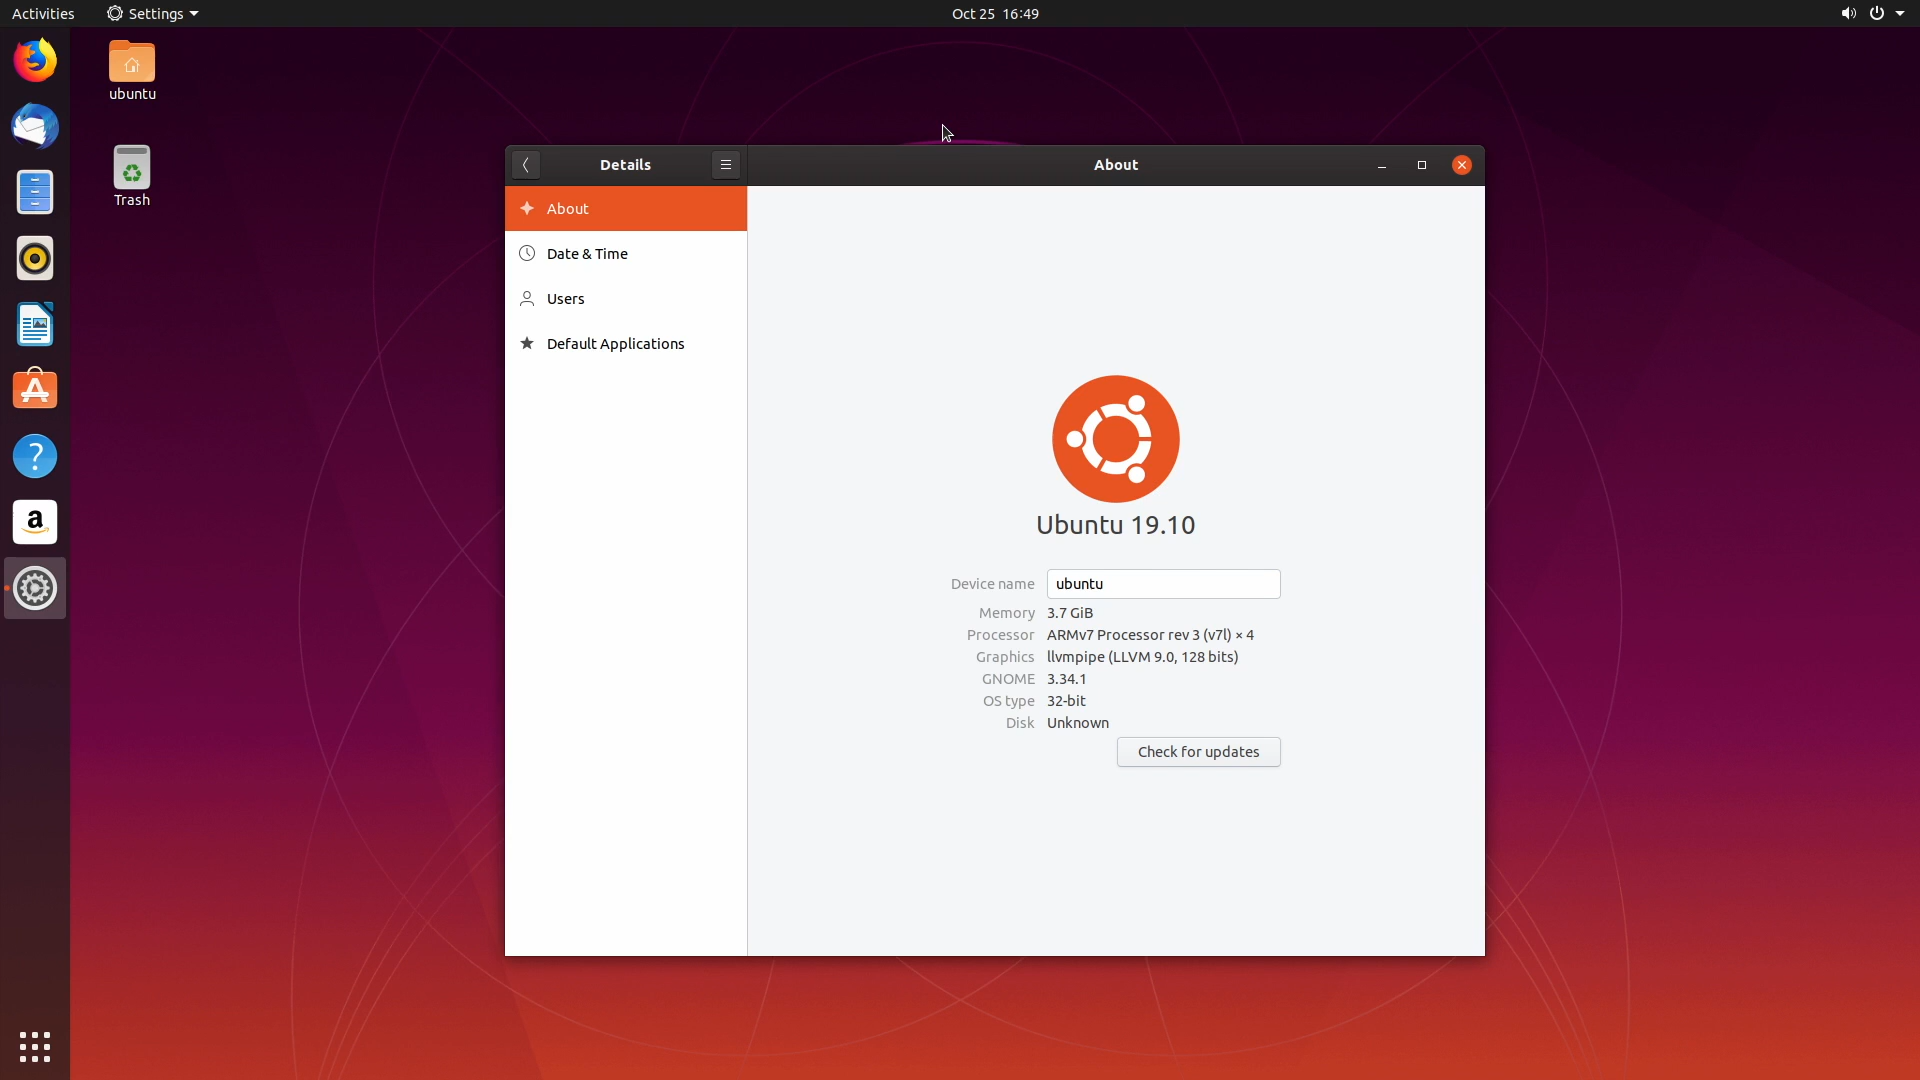 Activities
Settings
Oct 25 16:49
ubuntu
Trash
Details
About
About
Date & Time
Users
Default Applications
Ubuntu 19.10
Device name ubuntu
Memory 3.7 GiB
Processor ARMv7 Processor rev 3 (v7l) × 4
Graphics llvmpipe (LLVM 9.0, 128 bits)
GNOME 3.34.1
OS type 32-bit
Disk Unknown
Check for updates